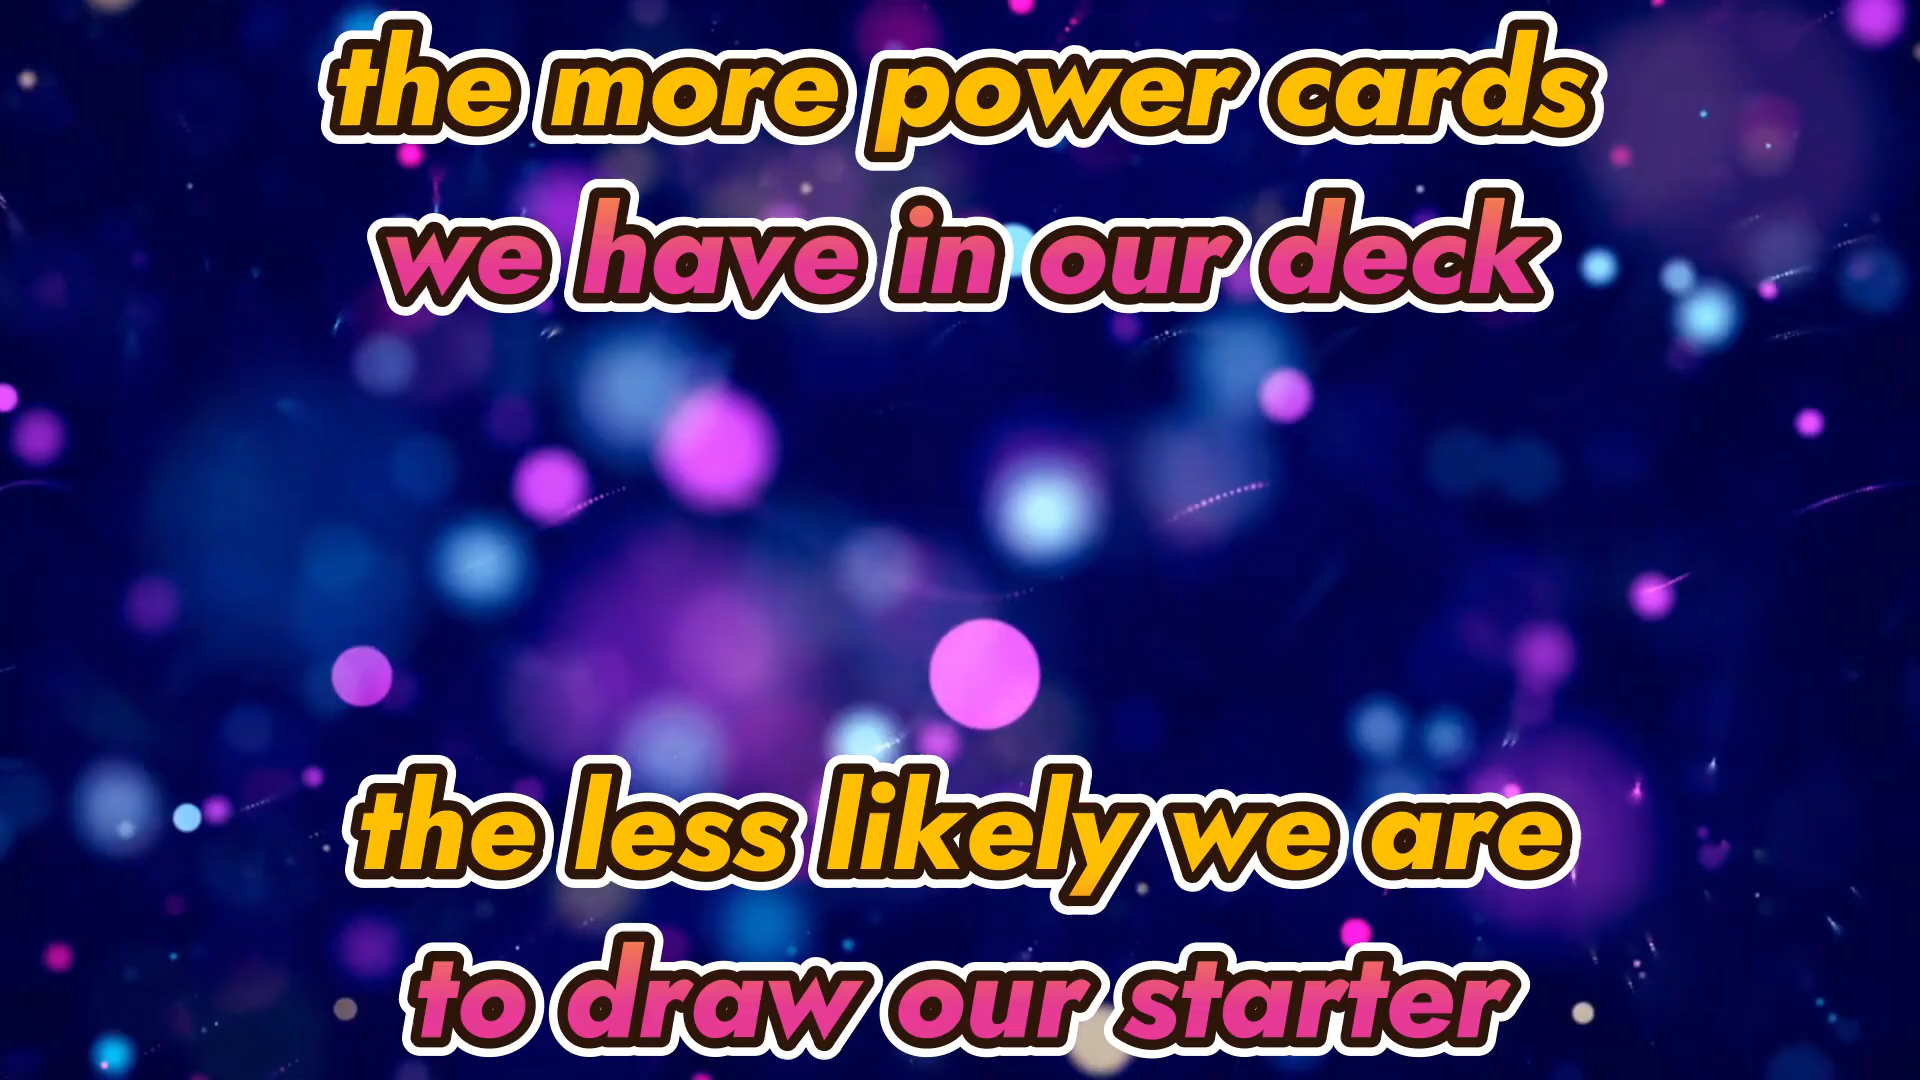 the more power cards
we have in our deck
the less likely we are
to draw our starter